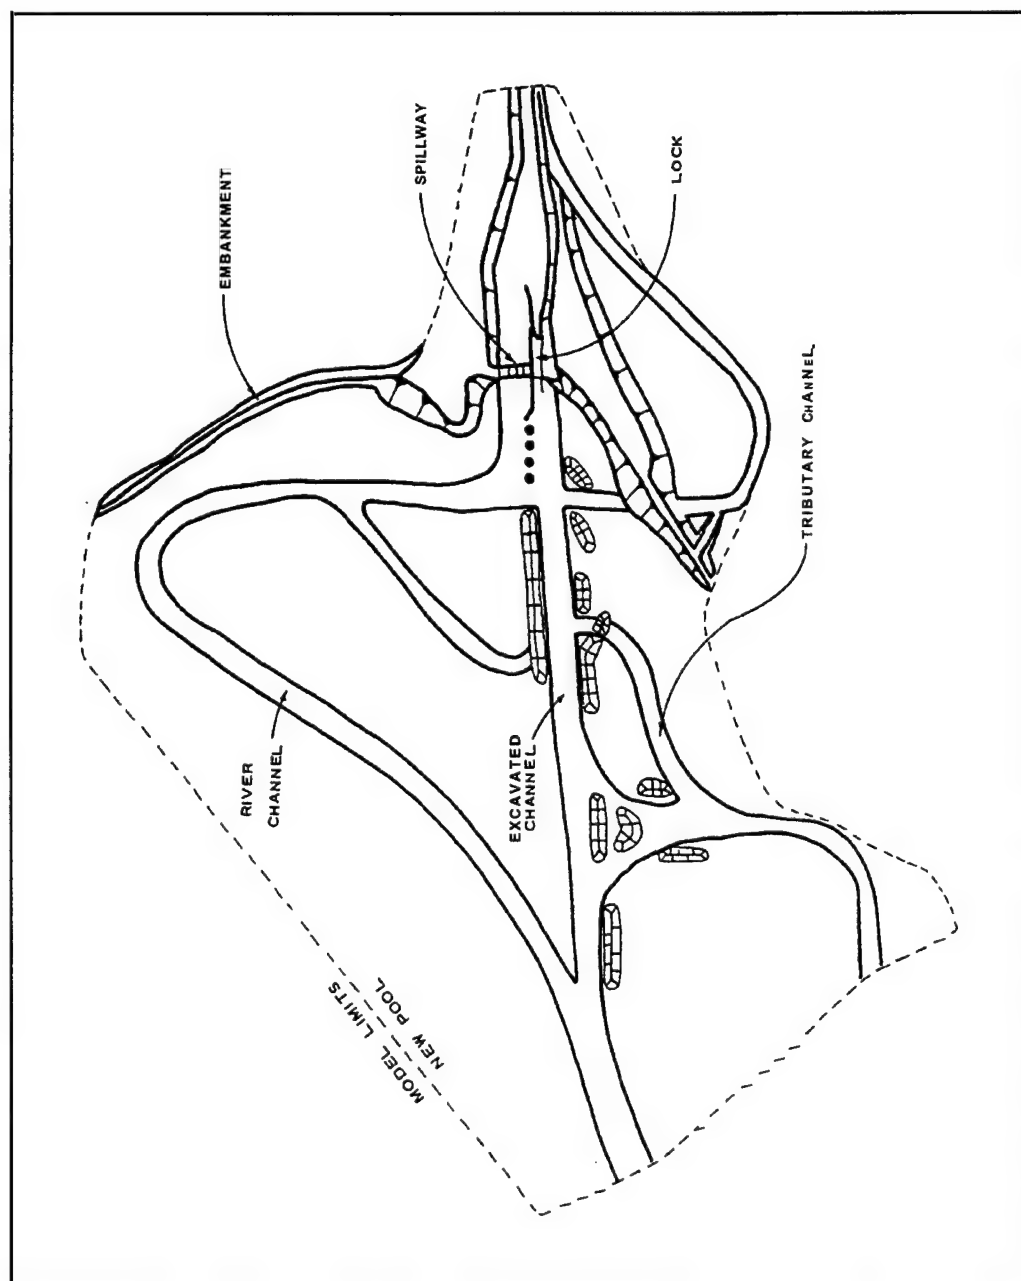 EMBANKMENT
SPILLWAY
LOCK
TRIBUTARY CHANNEL
RIVER
CHANNEL
EXCAVATED
CHANNEL
MODEL LIMITS
NEW POOL